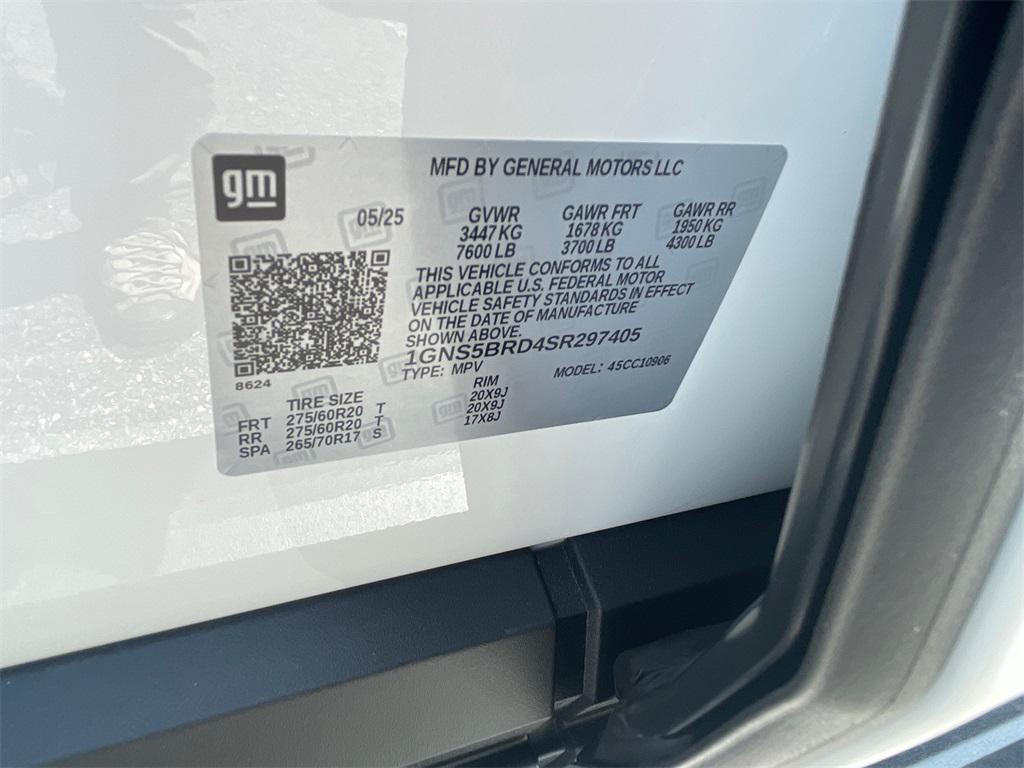 gm
MFD BY GENERAL MOTORS LLC
05/25 GVWR GAWR FRT GAWR RR
3447 KG 1678 KG 1950 KG
7600 LB 3700 LB 4300 LB
THIS VEHICLE CONFORMS TO ALL
APPLICABLE U.S. FEDERAL MOTOR
VEHICLE SAFETY STANDARDS IN EFFECT
ON THE DATE OF MANUFACTURE
SHOWN ABOVE.
1GNS5BRD4SR297405
TYPE: MPV MODEL: 45CC10906
8624
TIRE SIZE RIM
FRT 275/60R20 T 20X9J
RR 275/60R20 T 20X9J
SPA 265/70R17 S 17X8J